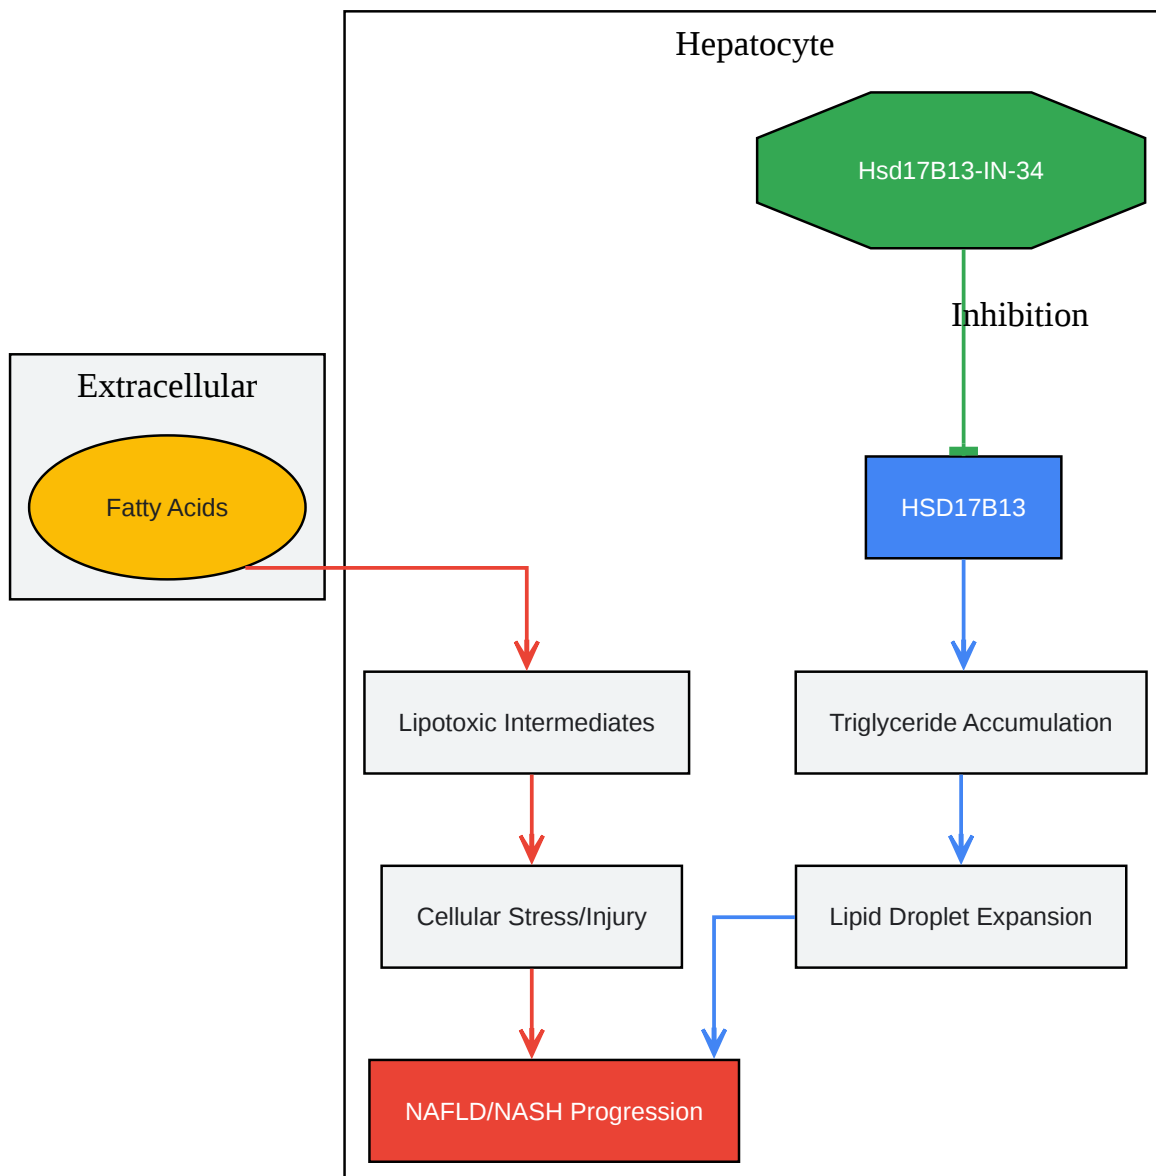 Hepatocyte
Hsd17B13-IN-34
Inhibition
Extracellular
Fatty Acids
HSD17B13
Lipotoxic Intermediates
Triglyceride Accumulation
Cellular Stress/Injury
Lipid Droplet Expansion
NAFLD/NASH Progression